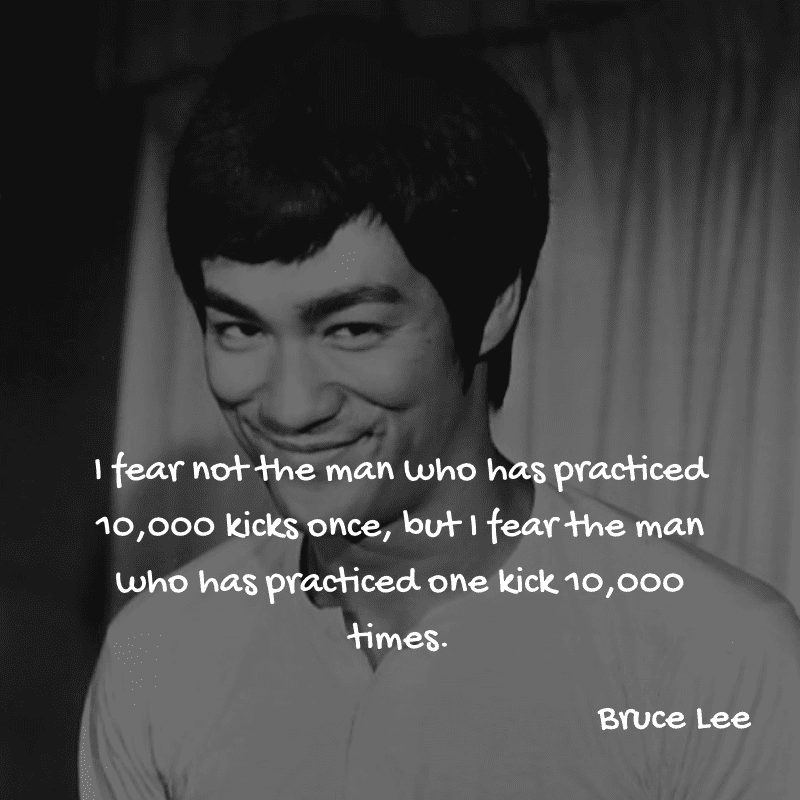 I fear not the man who has practiced
10,000 kicks once, but I fear the man
who has practiced one kick 10,000
times.
Bruce Lee